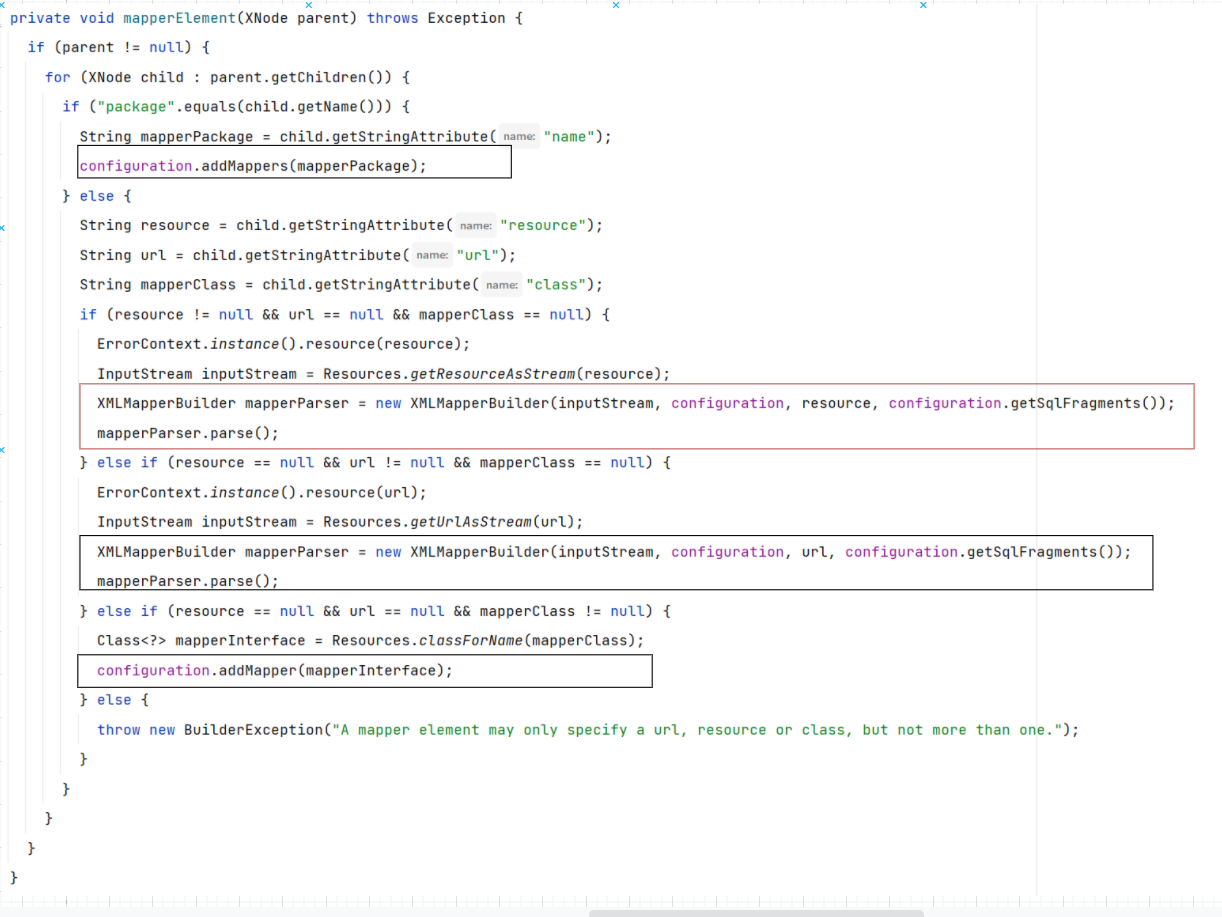 private void mapperElement(XNode parent) throws Exception {
if (parent != null) {
for (XNode child : parent.getChildren()) {
if ("package".equals(child.getName())) {
String mapperPackage = child.getStringAttribute( name: "name");
configuration.addMappers(mapperPackage);
} else {
String resource = child.getStringAttribute( name: "resource");
String url = child.getStringAttribute( name: "url");
String mapperClass = child.getStringAttribute( name: "class");
if (resource != null && url == null && mapperClass == null) {
ErrorContext.instance().resource(resource);
InputStream inputStream = Resources.getResourceAsStream(resource);
XMLMapperBuilder mapperParser = new XMLMapperBuilder(inputStream, configuration, resource, configuration.getSqlFragments());
mapperParser.parse();
} else if (resource == null && url != null && mapperClass == null) {
ErrorContext.instance().resource(url);
InputStream inputStream = Resources.getUrlAsStream(url);
XMLMapperBuilder mapperParser = new XMLMapperBuilder(inputStream, configuration, url, configuration.getSqlFragments());
mapperParser.parse();
} else if (resource == null && url == null && mapperClass != null) {
Class<?> mapperInterface = Resources.classForName(mapperClass);
configuration.addMapper(mapperInterface);
} else {
throw new BuilderException("A mapper element may only specify a url, resource or class, but not more than one.");
}
}
}
}
}